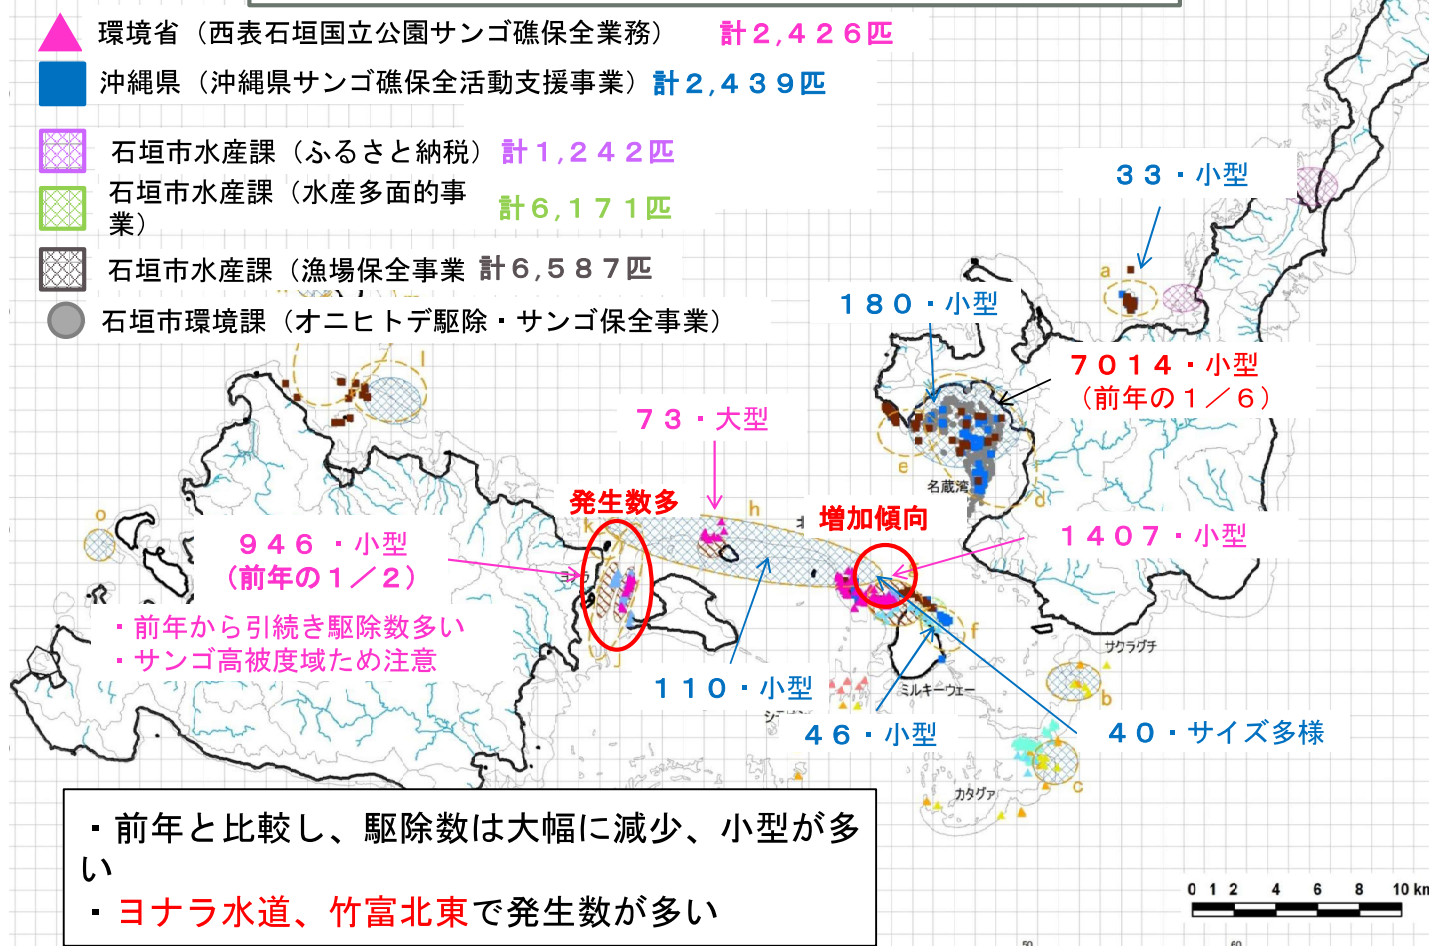 環境省（西表石垣国立公園サンゴ礁保全業務） 計２,４２６匹
沖縄県（沖縄県サンゴ礁保全活動支援事業）計２,４３９匹
石垣市水産課（ふるさと納税）計１,２４２匹
石垣市水産課（水産多面的事
業） 計６,１７１匹
石垣市水産課（漁場保全事業 計６,５８７匹
石垣市環境課（オニヒトデ駆除・サンゴ保全事業）
３３・小型
a
１８０・小型
７０１４・小型
（前年の１／６）
l
７３・大型
e
名蔵湾
d
o
発生数多
h
k
増加傾向
９４６・小型
（前年の１／２）
１４０７・小型
ヨナラ
・前年から引続き駆除数多い
・サンゴ高被度域ため注意
f
j
サクラグチ
１１０・小型
ミルキーウェー
b
４６・小型
４０・サイズ多様
カタグァ
c
・前年と比較し、駆除数は大幅に減少、小型が多
い
・ヨナラ水道、竹富北東で発生数が多い
0 1 2 4 6 8 10 km